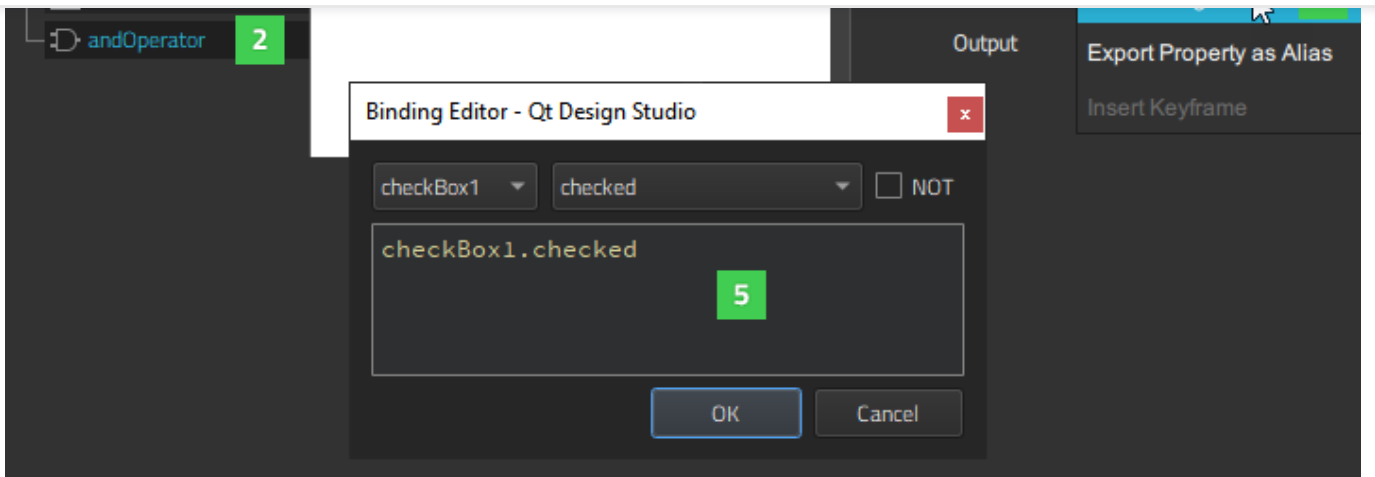 andOperator 2
Output
Export Property as Alias
Insert Keyframe
Binding Editor - Qt Design Studio
x
checkBox1 checked NOT
checkBox1.checked
5
OK Cancel